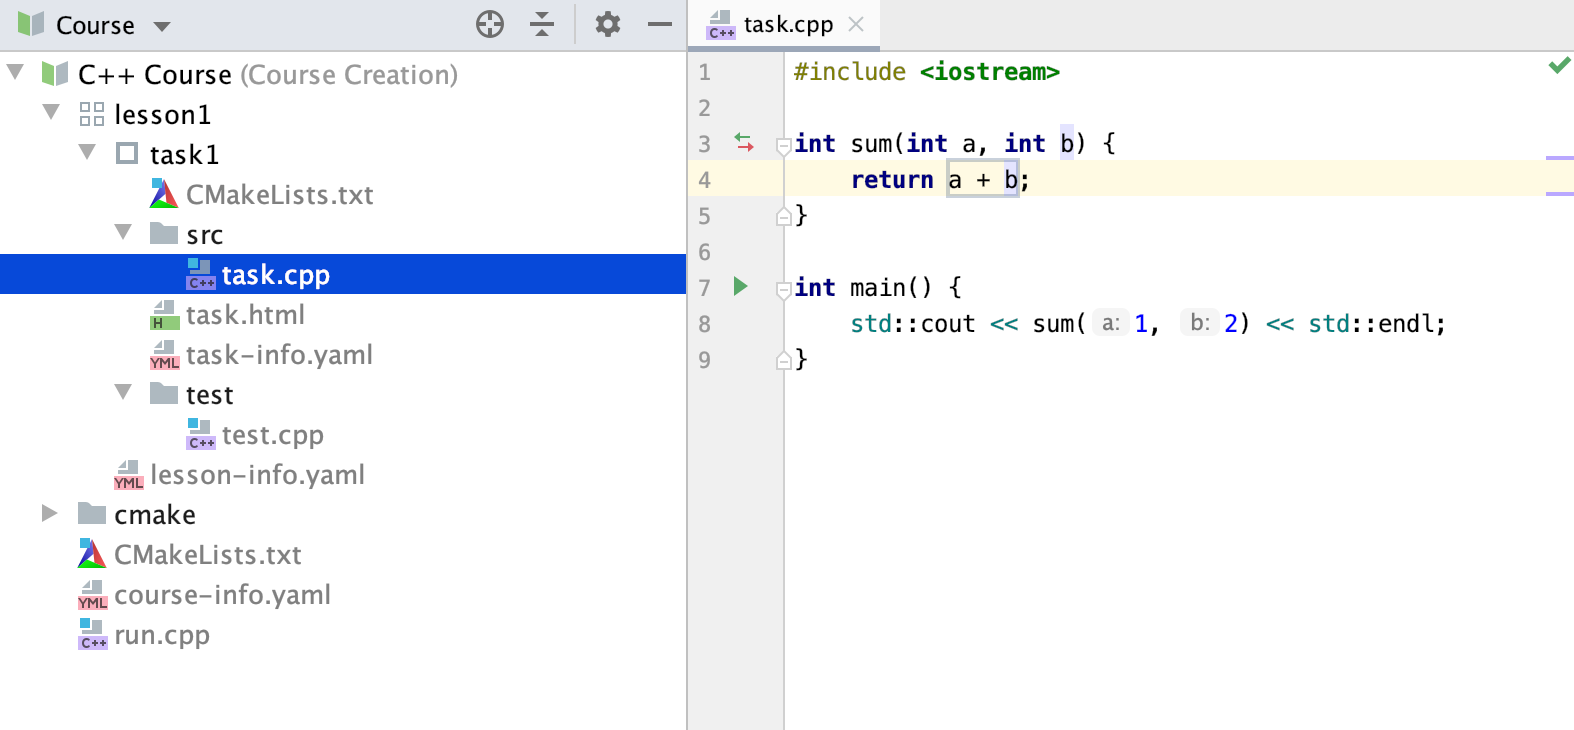 Course
C++ Course (Course Creation)
lesson1
task1
CMakeLists.txt
src
C++ task.cpp
H task.html
YML task-info.yaml
test
C++ test.cpp
YML lesson-info.yaml
cmake
CMakeLists.txt
YML course-info.yaml
C++ run.cpp
C++ task.cpp
1 #include <iostream>
2
3 int sum(int a, int b) {
4 return a + b;
5 }
6
7 int main() {
8 std::cout << sum( a: 1, b: 2) << std::endl;
9 }